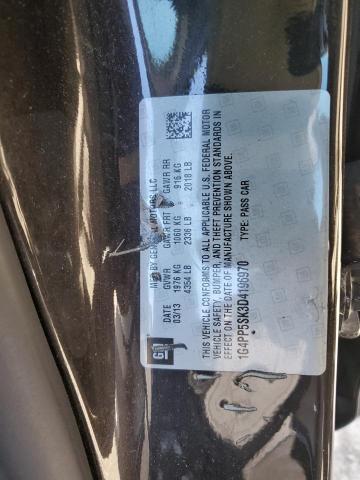 GM
MFD BY GENERAL MOTORS LLC
DATE GVWR GAWR FRT GAWR RR
03/13 1976 KG 1060 KG 916 KG
4354 LB 2336 LB 2018 LB
THIS VEHICLE CONFORMS TO ALL APPLICABLE U.S. FEDERAL MOTOR
VEHICLE SAFETY, BUMPER, AND THEFT PREVENTION STANDARDS IN
EFFECT ON THE DATE OF MANUFACTURE SHOWN ABOVE.
1G4PP5SK3D4190970 TYPE: PASS CAR